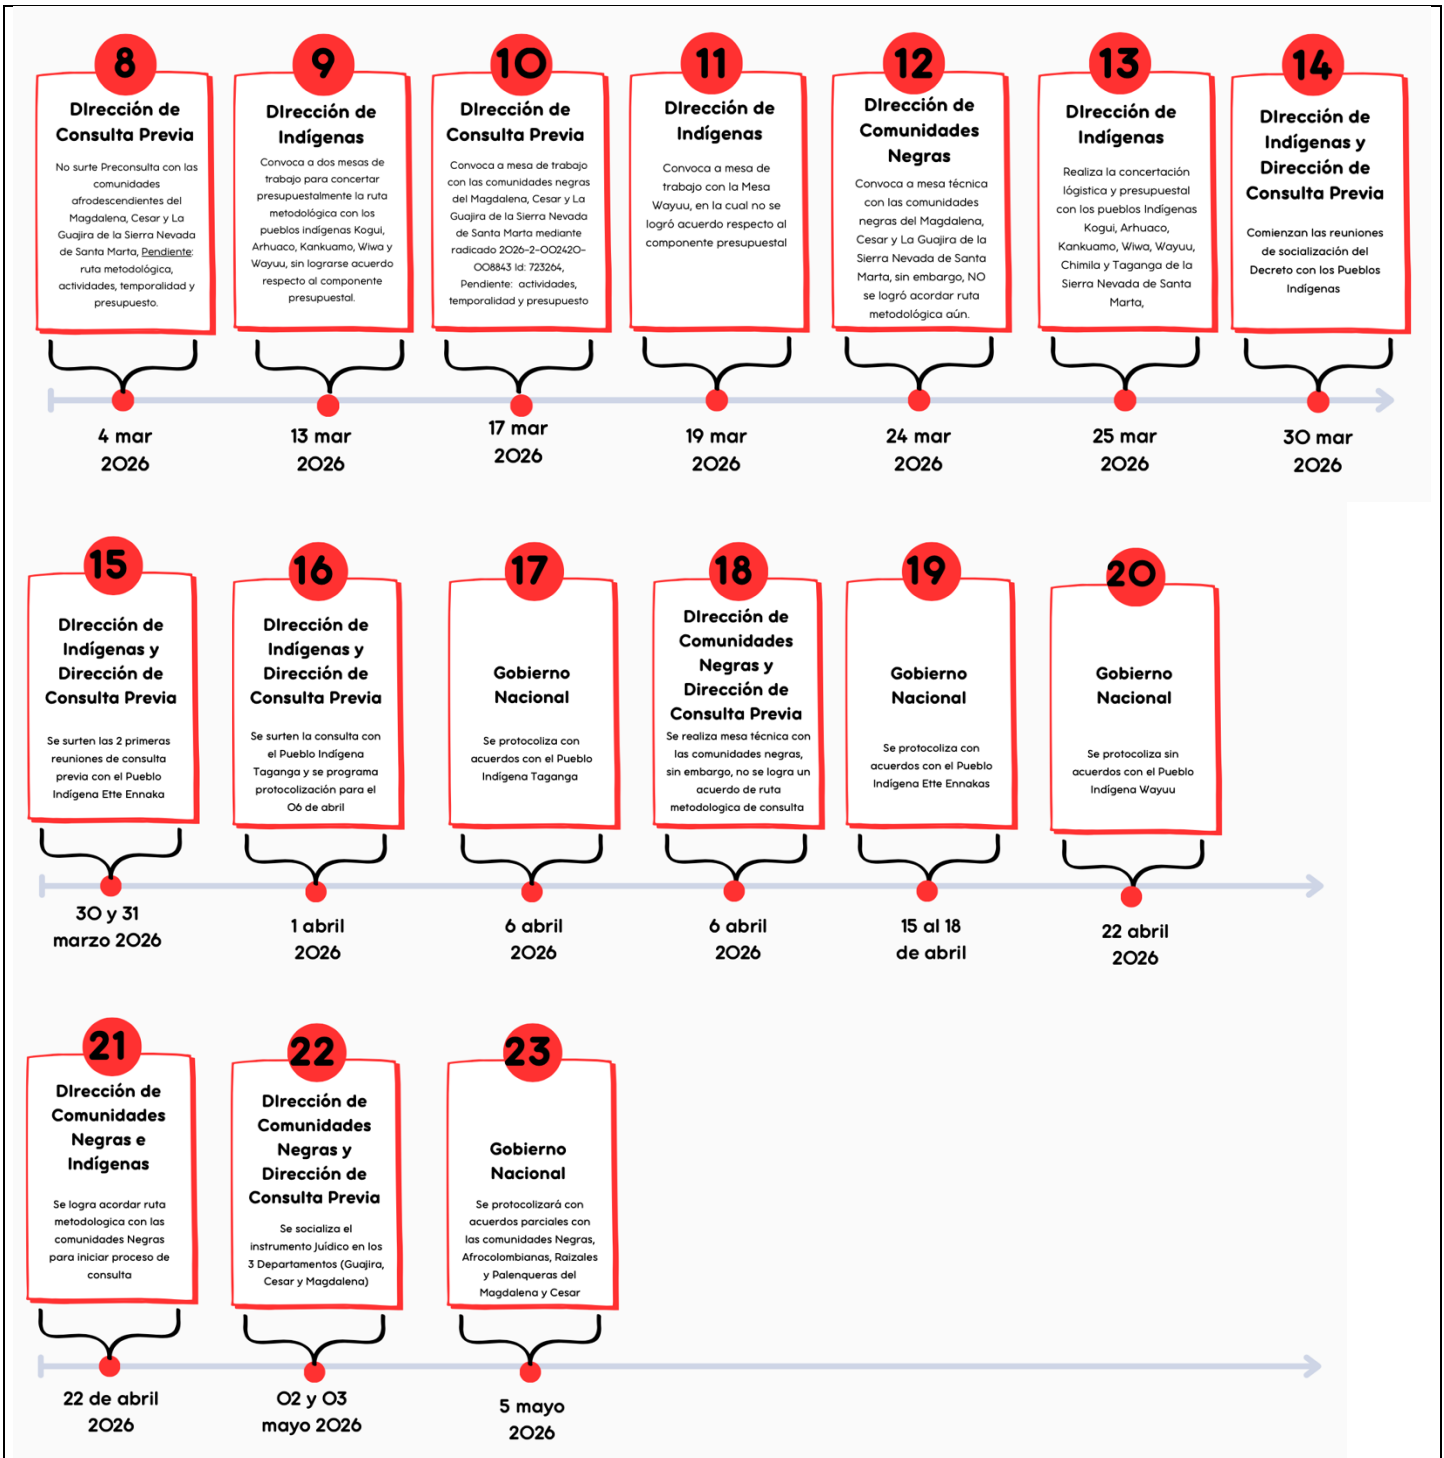 8
DIrección de
Consulta Previa
No surte Preconsulta con las
comunidades
afrodescendientes del
Magdalena, Cesar y La
Guajira de la Sierra Nevada
de Santa Marta, Pendiente:
ruta metodológica,
actividades, temporalidad y
presupuesto.
4 mar
2026
9
DIrección de
Indígenas
Convoca a dos mesas de
trabajo para concertar
presupuestalmente la ruta
metodológica con los
pueblos indígenas Kogui,
Arhuaco, Kankuamo, Wiwa y
Wayuu, sin lograrse acuerdo
respecto al componente
presupuestal.
13 mar
2026
10
DIrección de
Consulta Previa
Convoca a mesa de trabajo
con las comunidades negras
del Magdalena, Cesar y La
Guajira de la Sierra Nevada
de Santa Marta mediante
radicado 2026-2-002420-
008843 Id: 723264,
Pendiente: actividades,
temporalidad y presupuesto
17 mar
2026
11
DIrección de
Indígenas
Convoca a mesa de
trabajo con la Mesa
Wayuu, en la cual no se
logró acuerdo respecto al
componente presupuestal
19 mar
2026
12
DIrección de
Comunidades
Negras
Convoca a mesa técnica
con las comunidades
negras del Magdalena,
Cesar y La Guajira de la
Sierra Nevada de Santa
Marta, sin embargo, NO
se logró acordar ruta
metodológica aún.
24 mar
2026
13
DIrección de
Indígenas
Realiza la concertación
lógistica y presupuestal
con los pueblos Indígenas
Kogui, Arhuaco,
Kankuamo, Wiwa, Wayuu,
Chimila y Taganga de la
Sierra Nevada de Santa
Marta,
25 mar
2026
14
DIrección de
Indígenas y
Dirección de
Consulta Previa
Comienzan las reuniones
de socialización del
Decreto con los Pueblos
Indígenas
30 mar
2026
15
DIrección de
Indígenas y
Dirección de
Consulta Previa
Se surten las 2 primeras
reuniones de consulta
previa con el Pueblo
Indígena Ette Ennaka
30 y 31
marzo 2026
16
DIrección de
Indígenas y
Dirección de
Consulta Previa
Se surten la consulta con
el Pueblo Indígena
Taganga y se programa
protocolización para el
06 de abril
1 abril
2026
17
Gobierno
Nacional
Se protocoliza con
acuerdos con el Pueblo
Indígena Taganga
6 abril
2026
18
DIrección de
Comunidades
Negras y
Dirección de
Consulta Previa
Se realiza mesa técnica con
las comunidades negras,
sin embargo, no se logra un
acuerdo de ruta
metodologica de consulta
6 abril
2026
19
Gobierno
Nacional
Se protocoliza con
acuerdos con el Pueblo
Indígena Ette Ennakas
15 al 18
de abril
20
Gobierno
Nacional
Se protocoliza sin
acuerdos con el Pueblo
Indígena Wayuu
22 abril
2026
21
DIrección de
Comunidades
Negras e
Indígenas
Se logra acordar ruta
metodologica con las
comunidades Negras
para iniciar proceso de
consulta
22 de abril
2026
22
DIrección de
Comunidades
Negras y
Dirección de
Consulta Previa
Se socializa el
instrumento Juídico en los
3 Departamentos (Guajira,
Cesar y Magdalena)
02 y 03
mayo 2026
23
Gobierno
Nacional
Se protocolizará con
acuerdos parciales con
las comunidades Negras,
Afrocolombianas, Raizales
y Palenqueras del
Magdalena y Cesar
5 mayo
2026